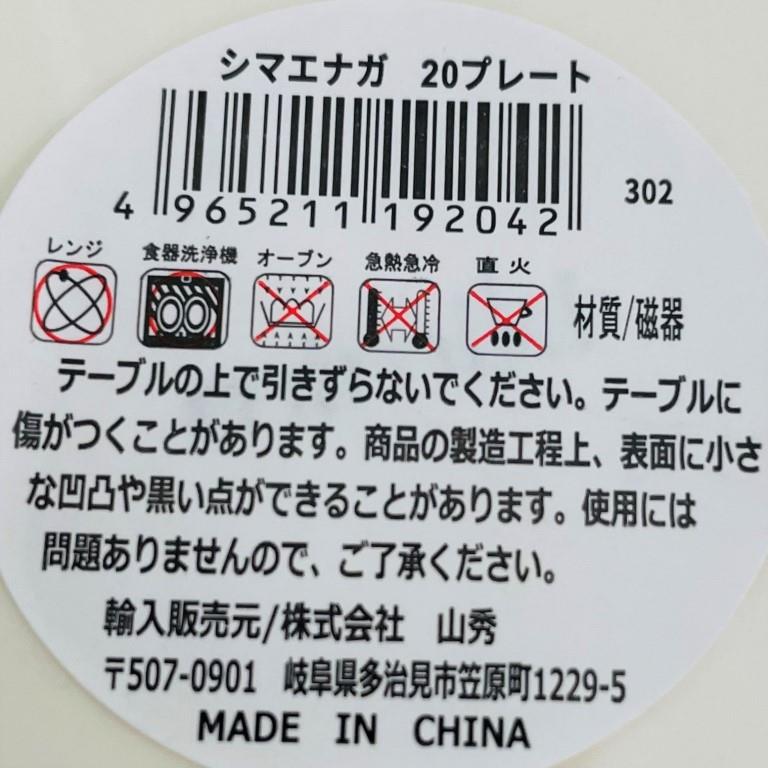 シマエナガ 20プレート
4 965211 192042
302
レンジ 食器洗浄機 オーブン 急熱急冷 直火
材質/磁器
テーブルの上で引きずらないでください。テーブルに
傷がつくことがあります。商品の製造工程上、表面に小さ
な凹凸や黒い点ができることがあります。使用には
問題ありませんので、ご了承ください。
輸入販売元/株式会社 山秀
〒507-0901 岐阜県多治見市笠原町1229-5
MADE IN CHINA